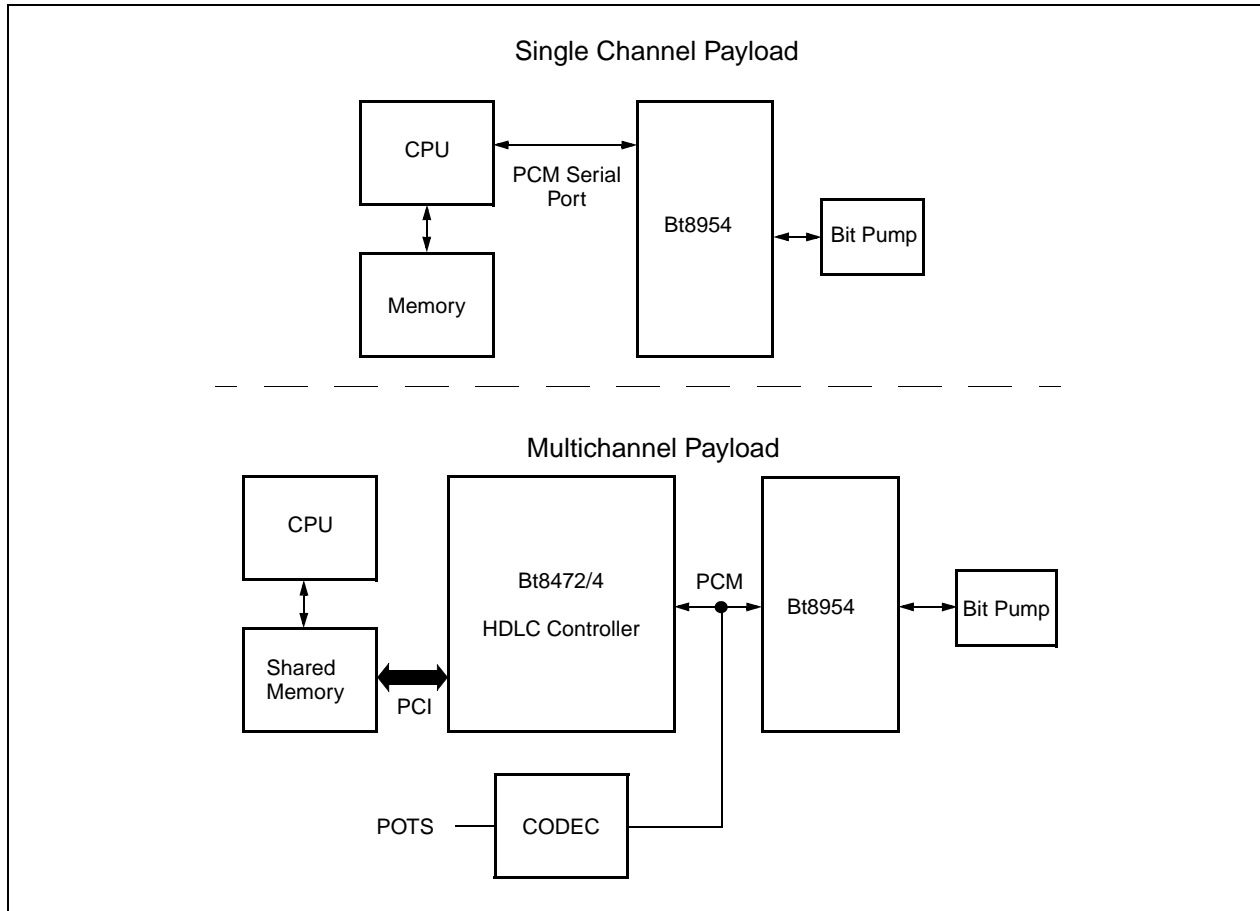 Single Channel Payload
CPU
PCM Serial
Port
Bt8954
Bit Pump
Memory
Multichannel Payload
CPU
Bt8472/4
HDLC Controller
PCM
Bt8954
Bit Pump
Shared
Memory
PCI
POTS
CODEC